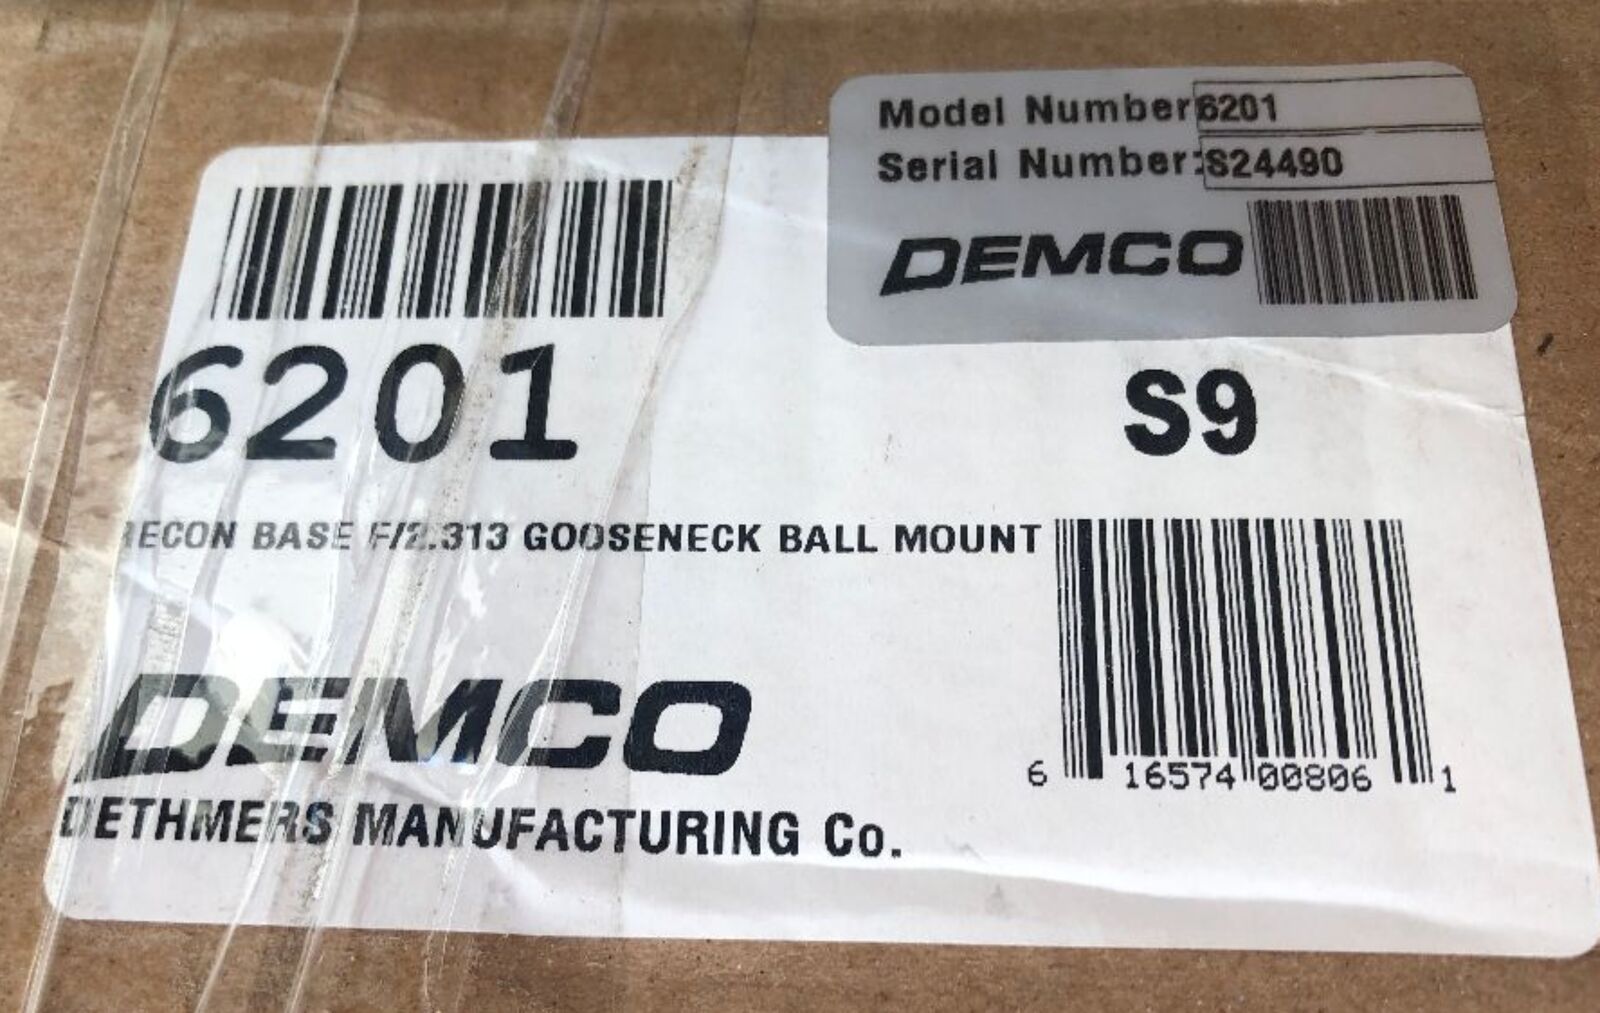 Model Number 6201
Serial Number: S24490
DEMCO
6201
S9
RECON BASE F/2.313 GOOSENECK BALL MOUNT
6 16574 00806 1
DEMCO
DETHMERS MANUFACTURING Co.